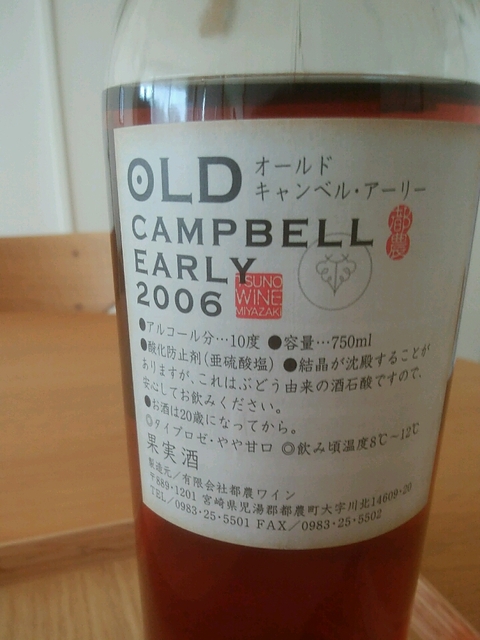 OLD オールド
キャンベル・アーリー
CAMPBELL
EARLY
2006
都農
TSUNO
WINE
MIYAZAKI
●アルコール分…10度 ●容量…750ml
●酸化防止剤(亜硫酸塩) ●結晶が沈殿することが
ありますが、これはぶどう由来の酒石酸ですので、
安心してお飲みください。
●お酒は20歳になってから。
◎タイプロゼ・やや甘口 ◎飲み頃温度8℃~12℃
果実酒
製造元/有限会社都農ワイン
〒889-1201 宮崎県児湯郡都農町大字川北14609-20
TEL/0983・25・5501 FAX/0983・25・5502